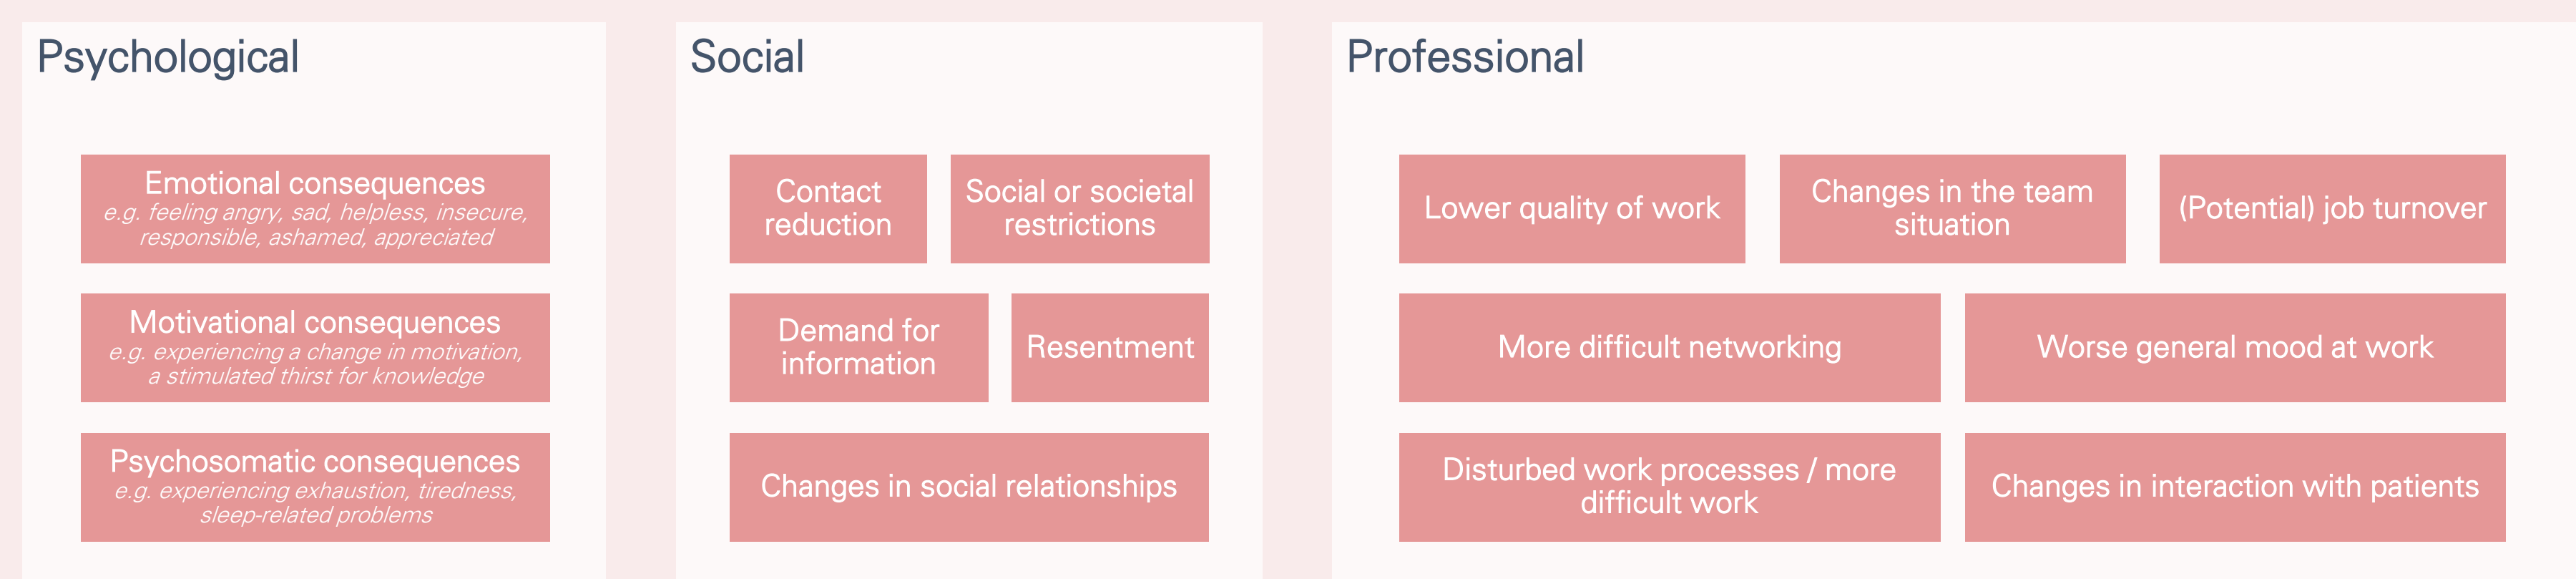 Psychological
Emotional consequences
e.g. feeling angry, sad, helpless, insecure,
responsible, ashamed, appreciated
Motivational consequences
e.g. experiencing a change in motivation,
a stimulated thirst for knowledge
Psychosomatic consequences
e.g. experiencing exhaustion, tiredness,
sleep-related problems
Social
Contact
reduction
Social or societal
restrictions
Demand for
information
Resentment
Changes in social relationships
Professional
Lower quality of work
Changes in the team
situation
(Potential) job turnover
More difficult networking
Worse general mood at work
Disturbed work processes / more
difficult work
Changes in interaction with patients